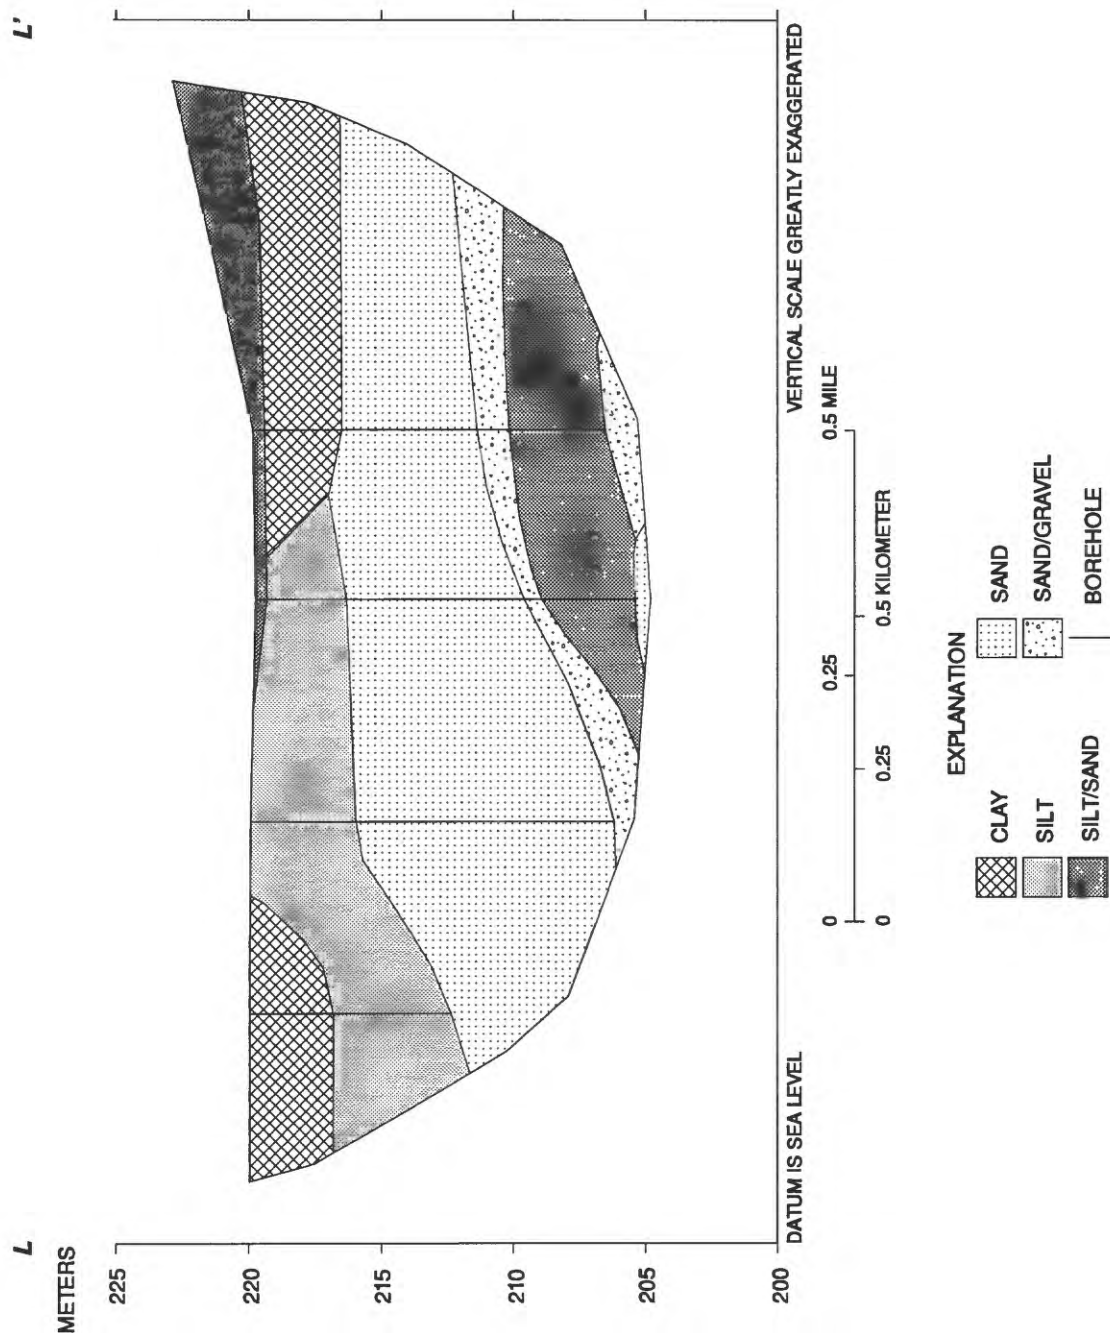 L L'
METERS
225
220
215
210
205
200
DATUM IS SEA LEVEL VERTICAL SCALE GREATLY EXAGGERATED
0 0.25 0.5 MILE
0 0.25 0.5 KILOMETER
EXPLANATION
CLAY SAND
SILT SAND/GRAVEL
SILT/SAND BOREHOLE